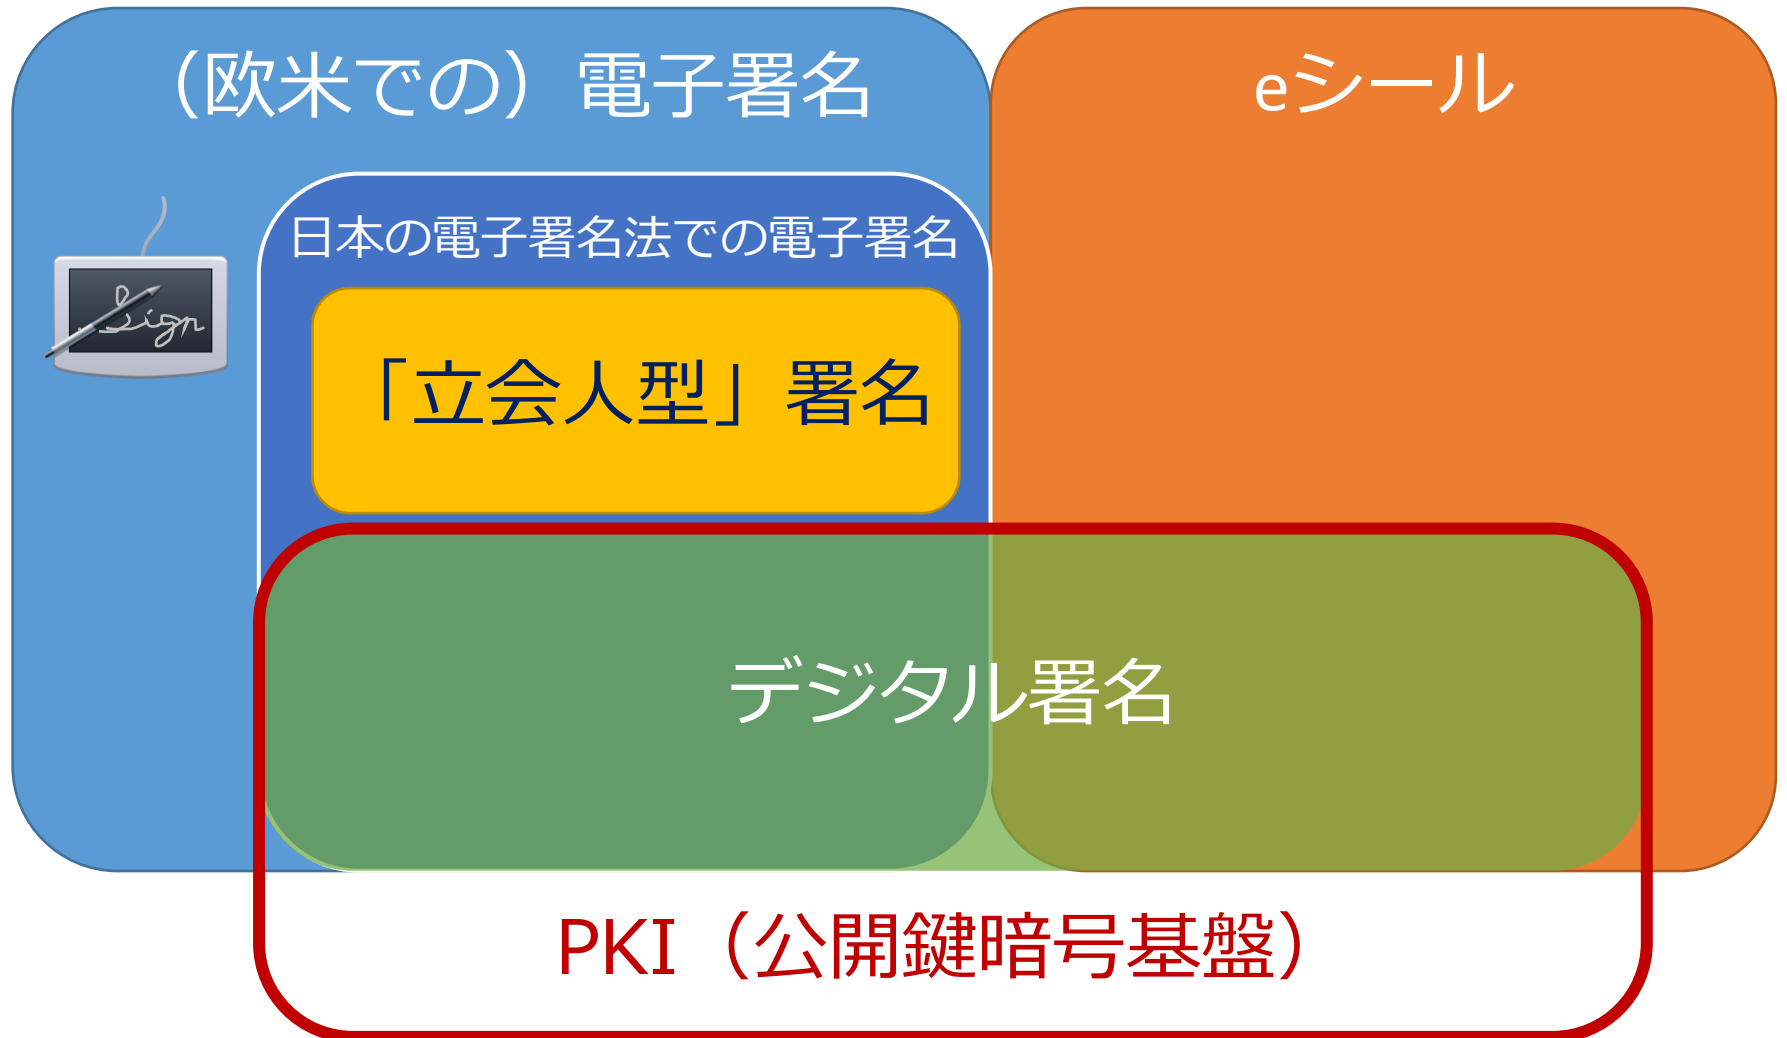 （欧米での）電子署名
eシール
日本の電子署名法での電子署名
Sign
「立会人型」署名
デジタル署名
PKI（公開鍵暗号基盤）